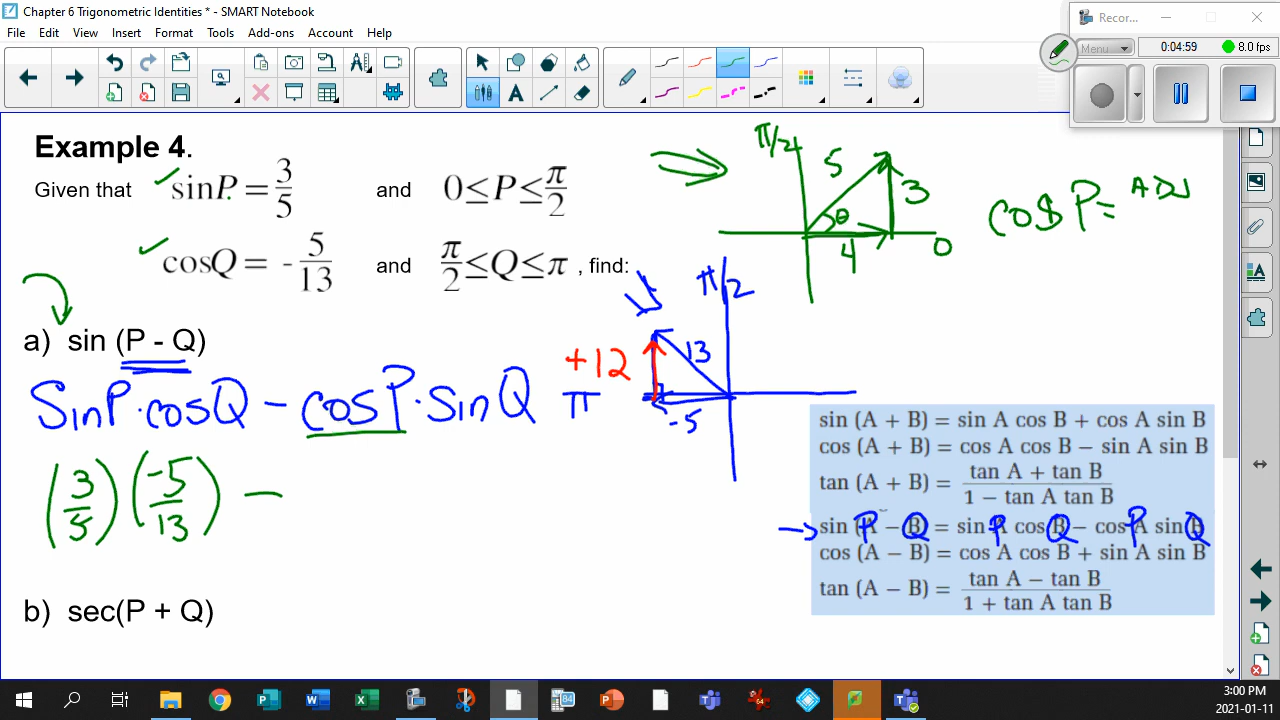 Chapter 6 Trigonometric Identities * - SMART Notebook
File Edit View Insert Format Tools Add-ons Account Help
Recor...
Menu
0:04:59
8.0 fps
Example 4.
Given that sinP. = 3/5 and 0≤P≤π/2
cosQ = -5/13 and π/2≤Q≤π , find:
π/2
5
3
θ
4
0
cosP = ADJ
a) sin (P - Q)
π/2
+12
13
π
-5
SinP·cosQ - cosP·sinQ
(3/5)(-5/13) -
sin (A + B) = sin A cos B + cos A sin B
cos (A + B) = cos A cos B − sin A sin B
tan (A + B) = tan A + tan B / 1 − tan A tan B
→ sin (A − B) = sin A cos B − cos A sin B
P Q P Q P Q
cos (A − B) = cos A cos B + sin A sin B
tan (A − B) = tan A − tan B / 1 + tan A tan B
b) sec(P + Q)
3:00 PM
2021-01-11